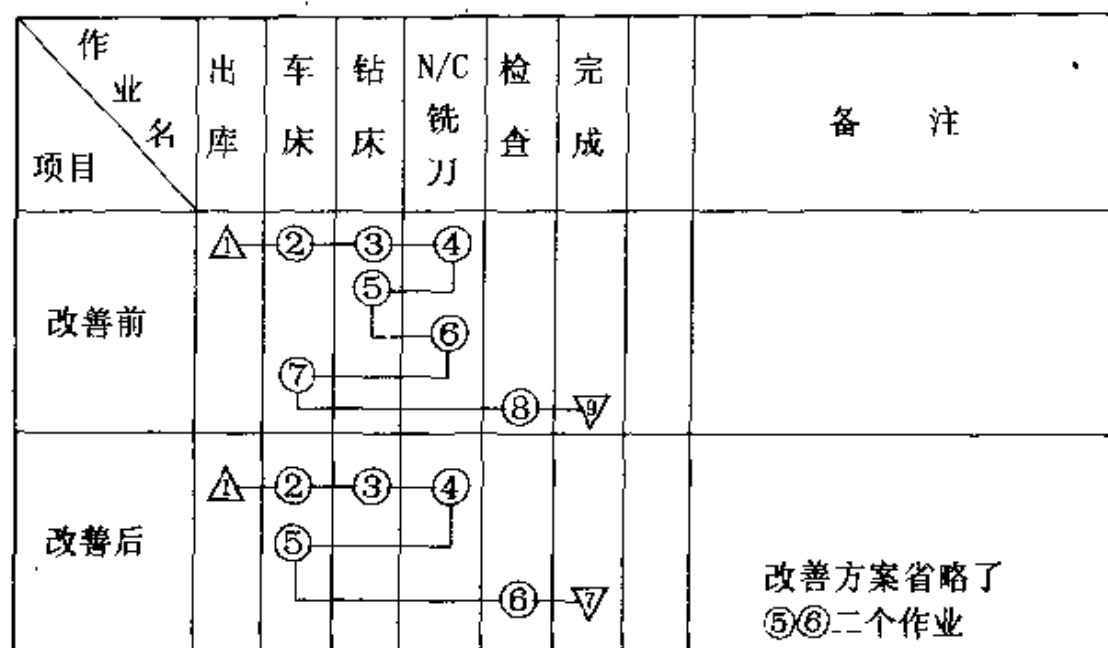 作业名
项目
出库
车床
钻床
N/C铣刀
检查
完成
备 注
改善前
1 ② ③ ④
⑤
⑥
⑦
⑧ 9
改善后
1 ② ③ ④
⑤
⑥ 7
改善方案省略了
⑤⑥二个作业